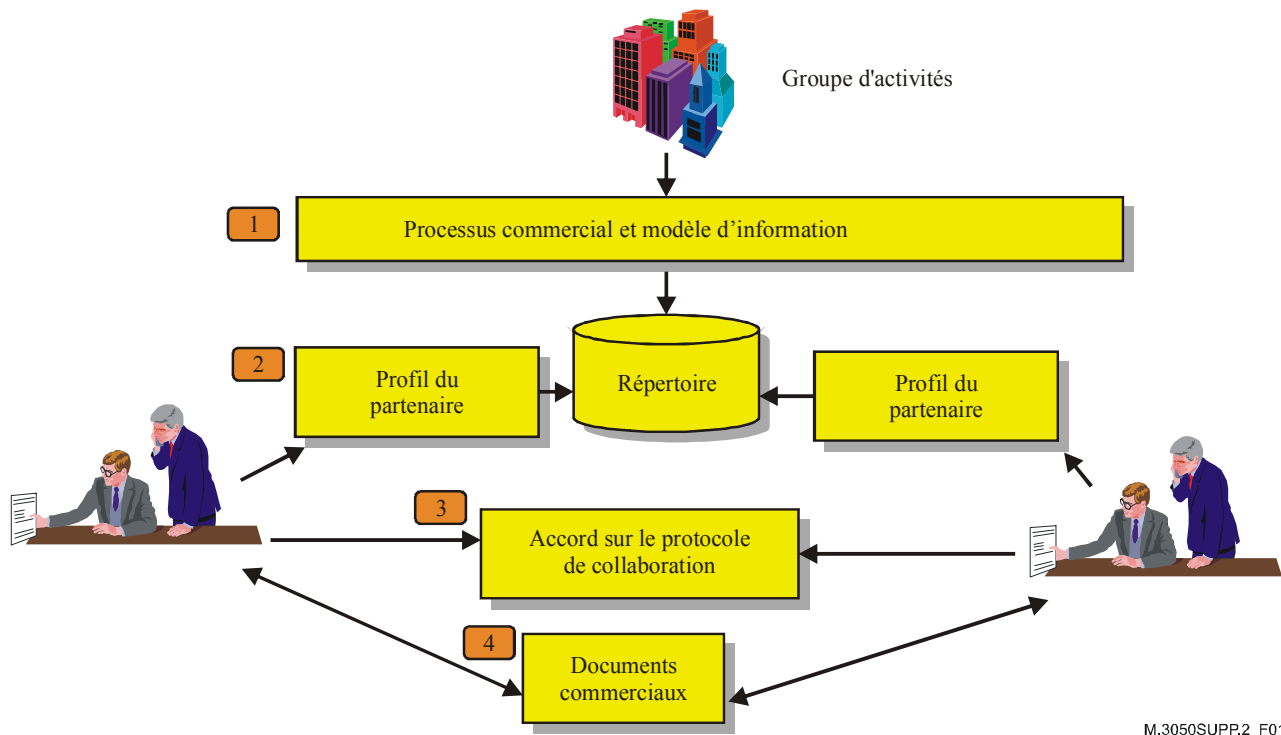 Groupe d'activités
1
Processus commercial et modèle d’information
2
Profil du
partenaire
Répertoire
Profil du
partenaire
3
Accord sur le protocole
de collaboration
4
Documents
commerciaux
M.3050SUPP.2_F01